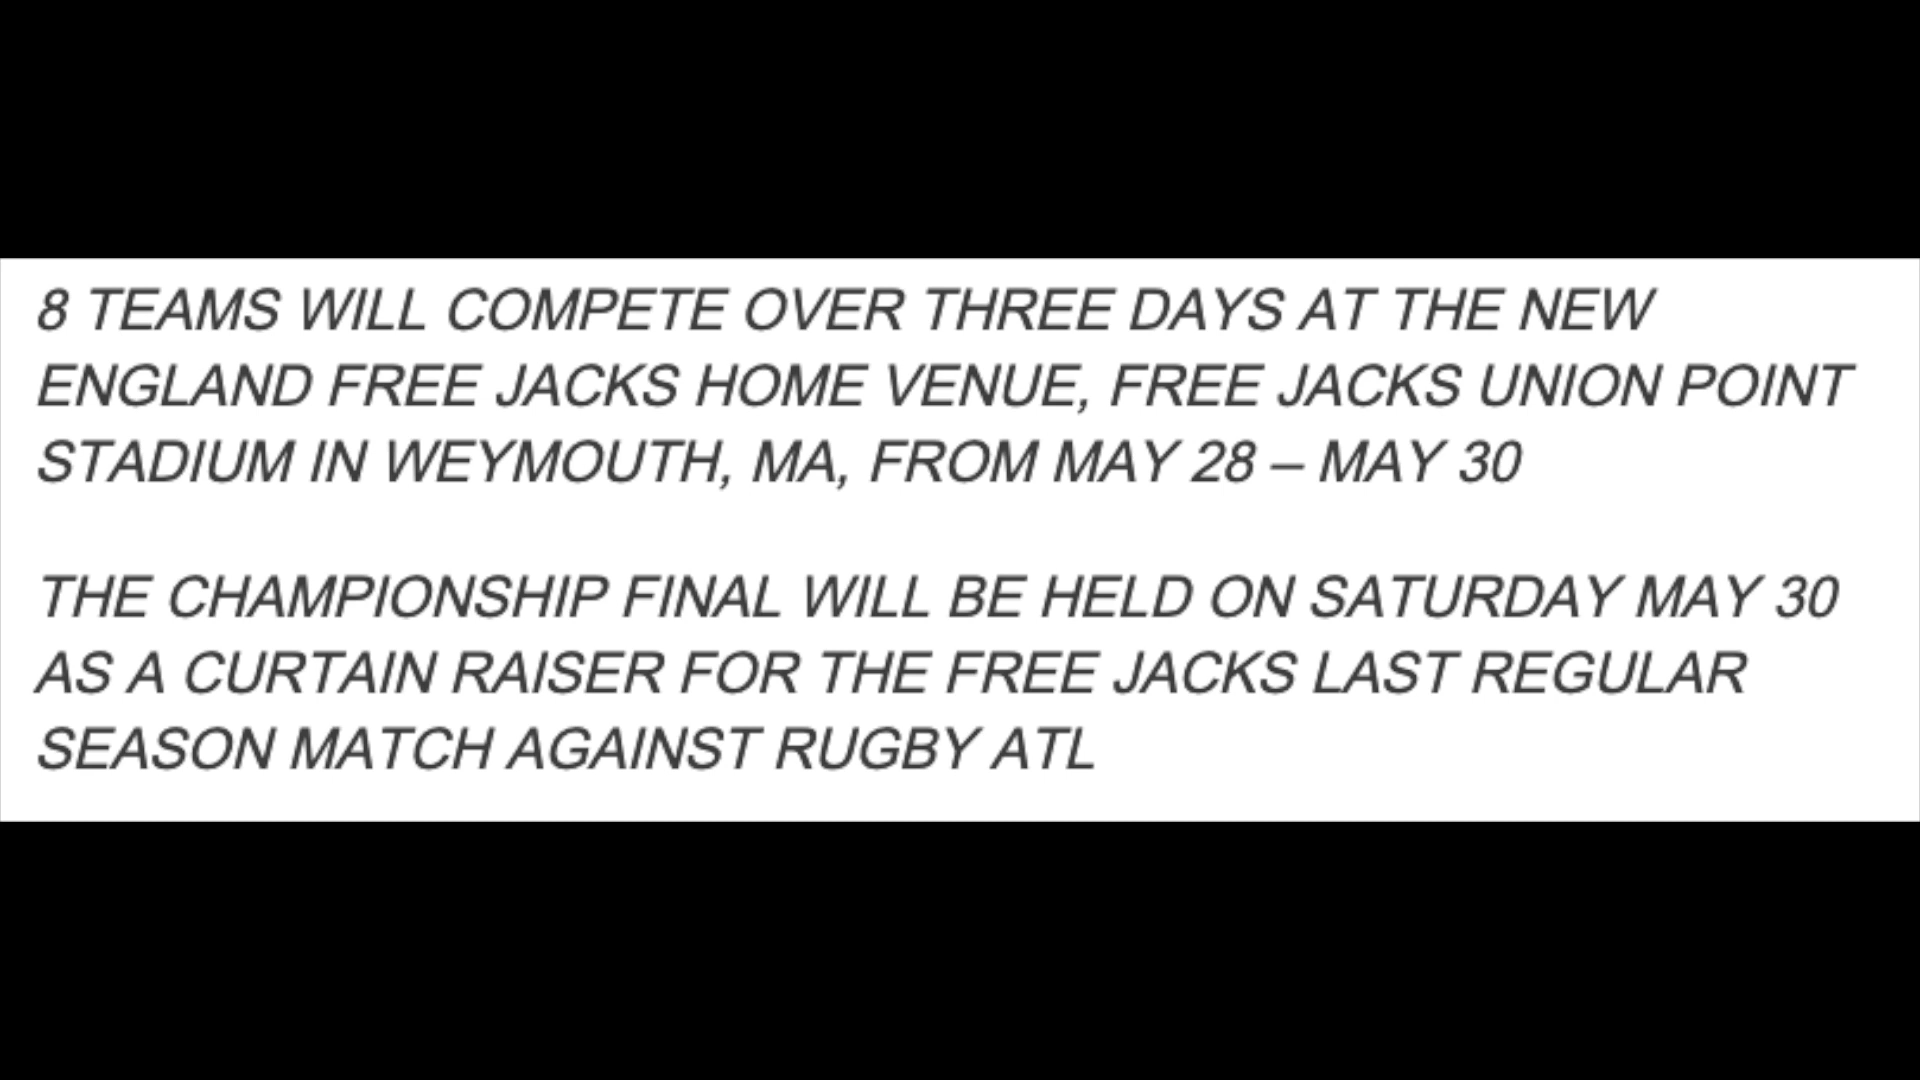 8 TEAMS WILL COMPETE OVER THREE DAYS AT THE NEW
ENGLAND FREE JACKS HOME VENUE, FREE JACKS UNION POINT
STADIUM IN WEYMOUTH, MA, FROM MAY 28 – MAY 30
THE CHAMPIONSHIP FINAL WILL BE HELD ON SATURDAY MAY 30
AS A CURTAIN RAISER FOR THE FREE JACKS LAST REGULAR
SEASON MATCH AGAINST RUGBY ATL